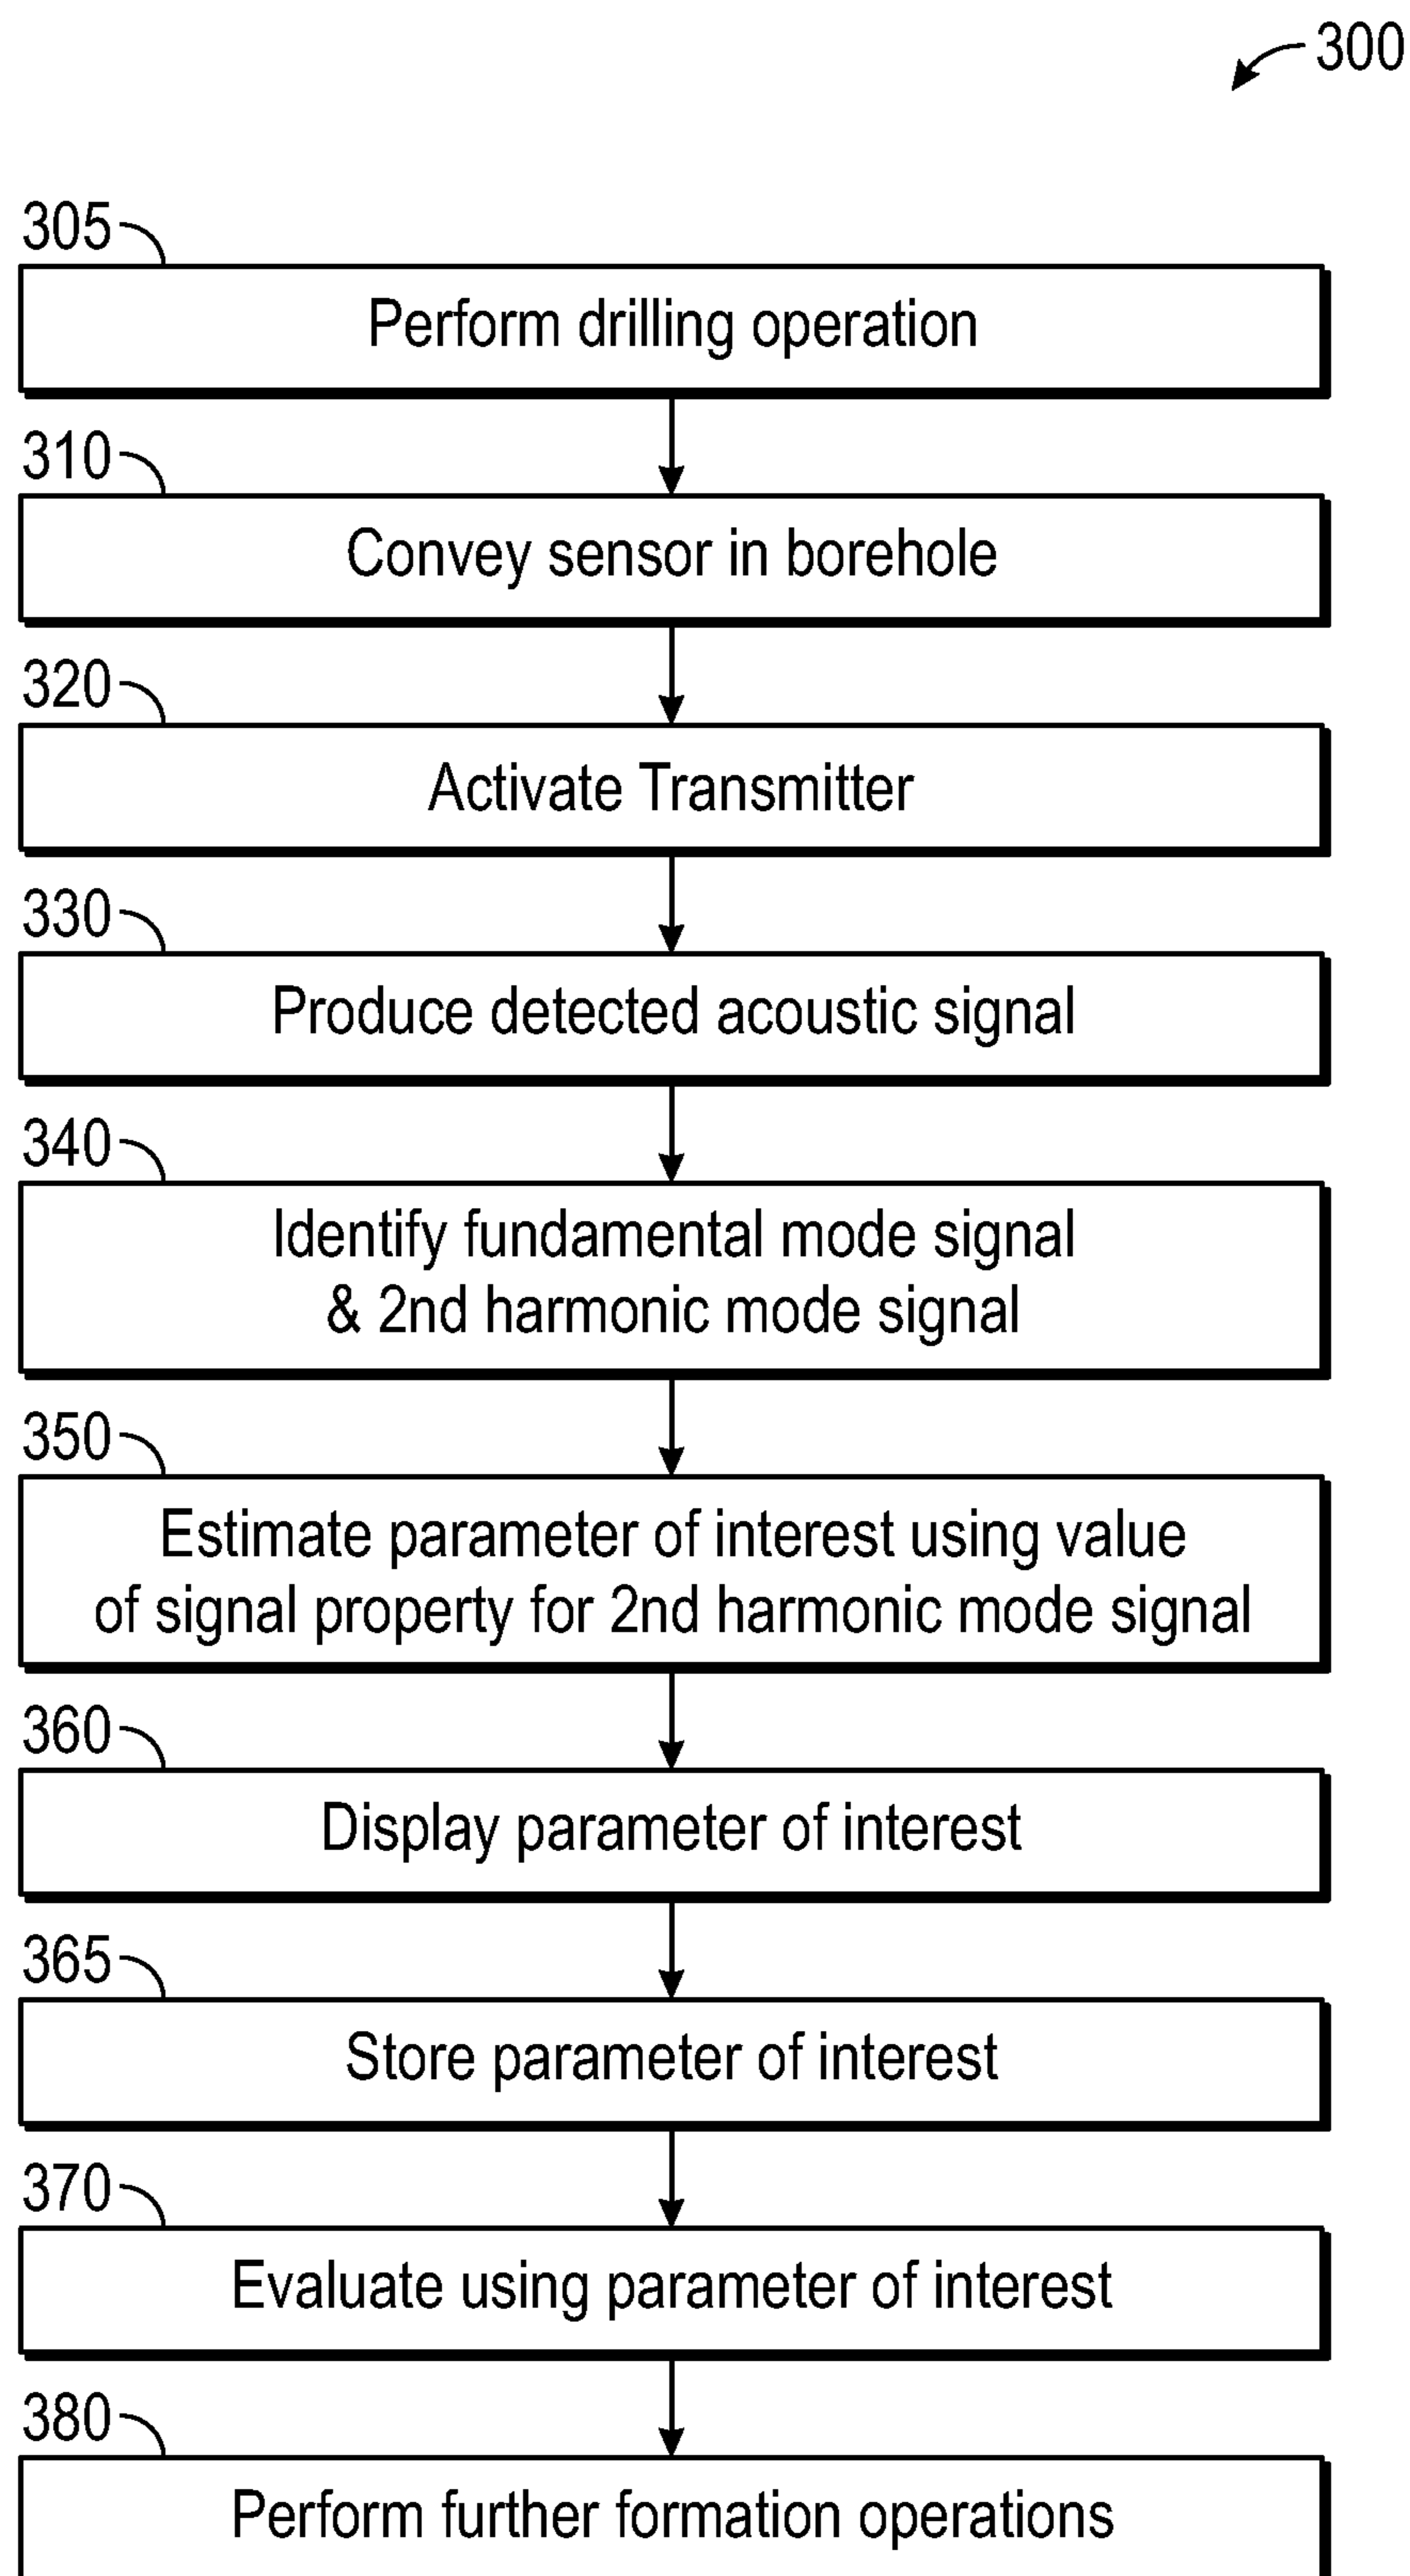 300
305
Perform drilling operation
310
Convey sensor in borehole
320
Activate Transmitter
330
Produce detected acoustic signal
340
Identify fundamental mode signal
& 2nd harmonic mode signal
350
Estimate parameter of interest using value
of signal property for 2nd harmonic mode signal
360
Display parameter of interest
365
Store parameter of interest
370
Evaluate using parameter of interest
380
Perform further formation operations